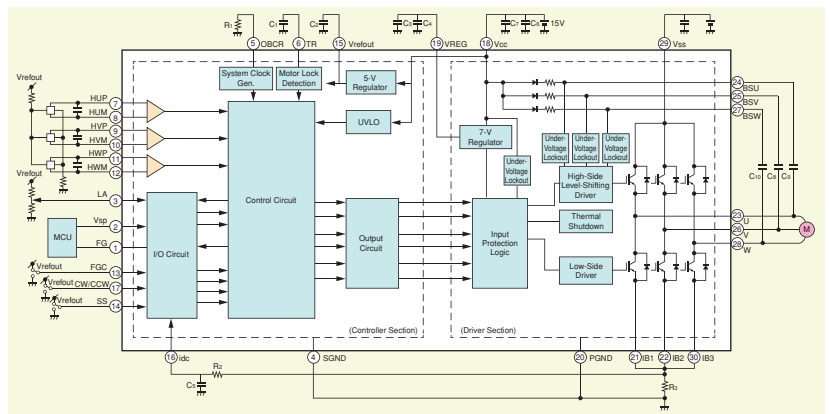 R1
C1
C2
C3 C4
C7 C6 15V
5 OBCR
6 TR
15 Vrefout
19 VREG
18 Vcc
29 Vss
System Clock Gen.
Motor Lock Detection
5-V Regulator
UVLO
7-V Regulator
Under-Voltage Lockout
Under-Voltage Lockout
Under-Voltage Lockout
Under-Voltage Lockout
24 BSU
25 BSV
27 BSW
C10 C8 C9
Vrefout
HUP 7
HUM 8
HVP 9
HVM 10
HWP 11
HWM 12
Vrefout
LA 3
Vsp 2
MCU
FG 1
Vrefout FGC 13
Vrefout CW/CCW 17
Vrefout SS 14
I/O Circuit
Control Circuit
Output Circuit
Input Protection Logic
High-Side Level-Shifting Driver
Thermal Shutdown
Low-Side Driver
23 U
26 V
28 W
M
(Controller Section)
(Driver Section)
16 idc
4 SGND
20 PGND
21 IB1
22 IB2
30 IB3
R2
C5
R3